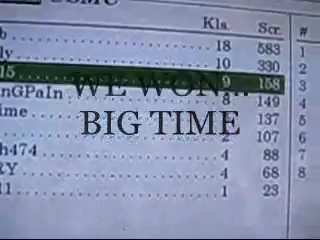 Kls. Scr. #
b 18 583 1
ly 10 330 2
15 9 158 3
WE WON...
nGPaIn 8 149 4
ime 137 5
BIG TIME
2 107 6
h474 4 88 7
RY 4 68 8
11 1 23